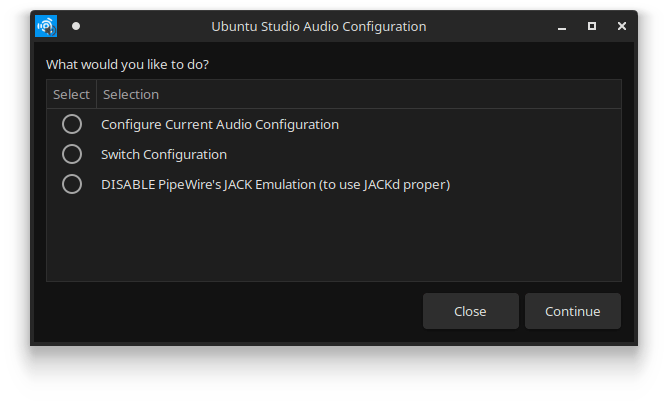 Ubuntu Studio Audio Configuration
What would you like to do?
Select Selection
Configure Current Audio Configuration
Switch Configuration
DISABLE PipeWire's JACK Emulation (to use JACKd proper)
Close Continue